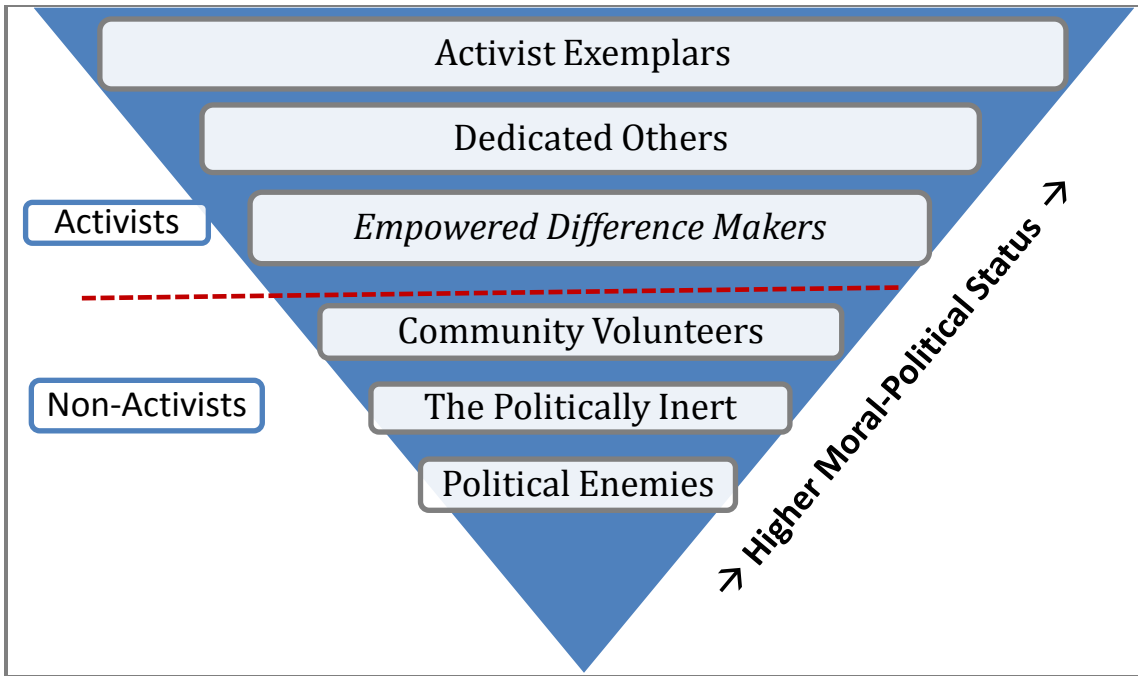 Activist Exemplars
Dedicated Others
Activists
Empowered Difference Makers
Community Volunteers
Non-Activists
The Politically Inert
Political Enemies
→ Higher Moral-Political Status →